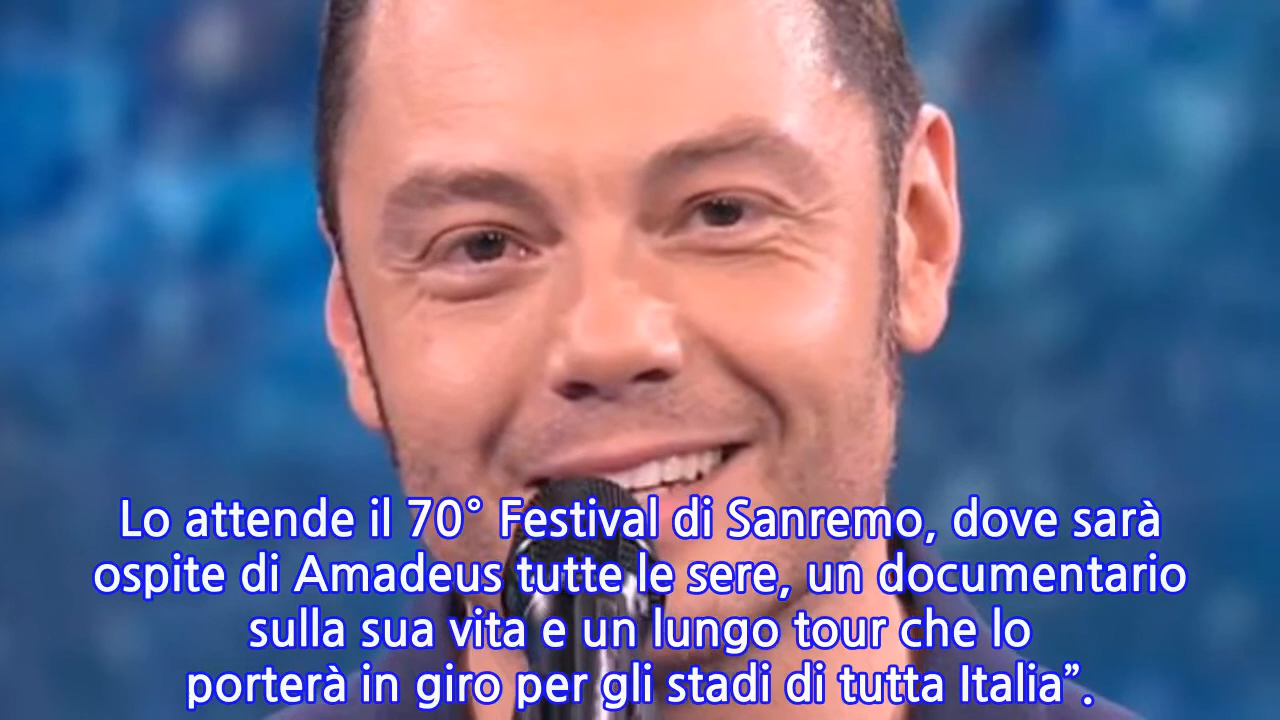 Lo attende il 70° Festival di Sanremo, dove sarà
ospite di Amadeus tutte le sere, un documentario
sulla sua vita e un lungo tour che lo
porterà in giro per gli stadi di tutta Italia”.